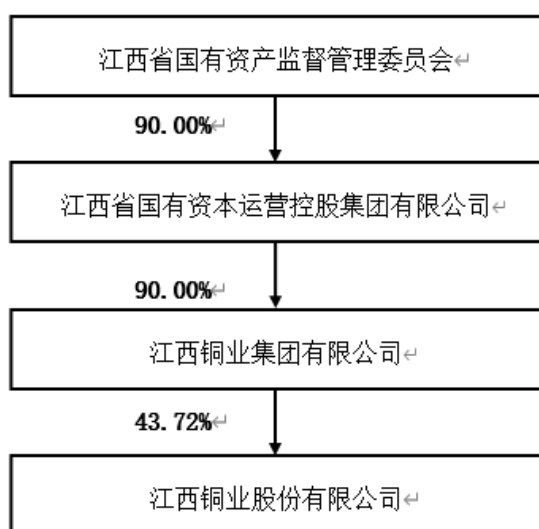 江西省国有资产监督管理委员会
90.00%
江西省国有资本运营控股集团有限公司
90.00%
江西铜业集团有限公司
43.72%
江西铜业股份有限公司